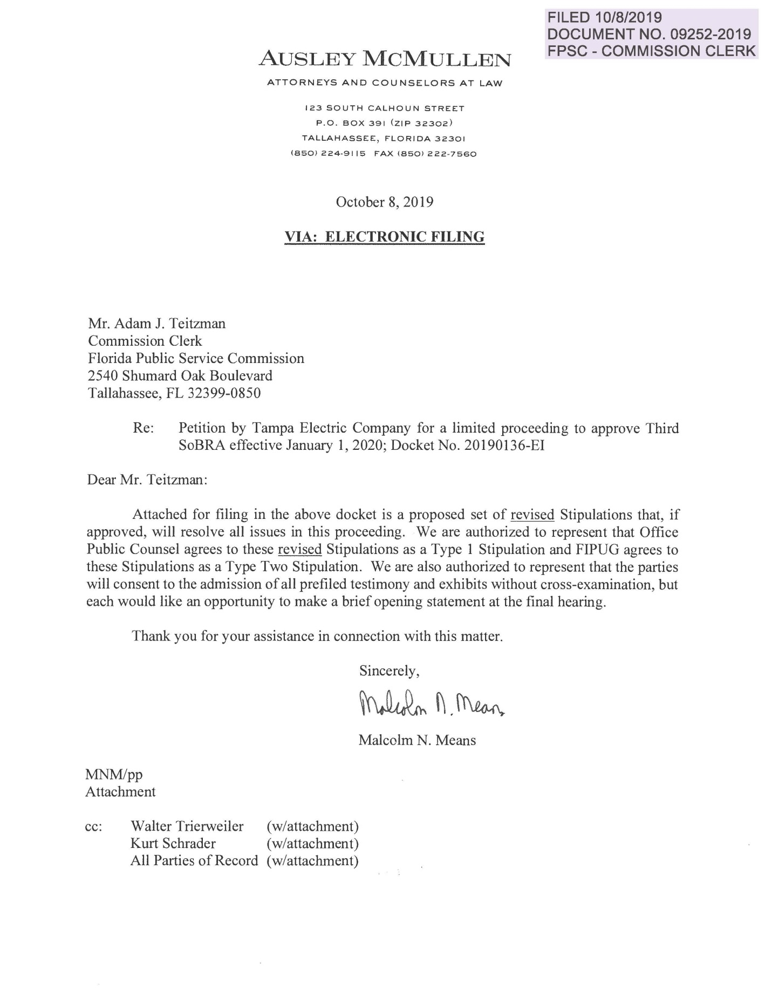 FILED 10/8/2019
DOCUMENT NO. 09252-2019
FPSC - COMMISSION CLERK
AUSLEY MCMULLEN
ATTORNEYS AND COUNSELORS AT LAW
123 SOUTH CALHOUN STREET
P.O. BOX 391 (ZIP 32302)
TALLAHASSEE, FLORIDA 32301
(850) 224-9115 FAX (850) 222-7560
October 8, 2019
VIA: ELECTRONIC FILING
Mr. Adam J. Teitzman
Commission Clerk
Florida Public Service Commission
2540 Shumard Oak Boulevard
Tallahassee, FL 32399-0850
Re: Petition by Tampa Electric Company for a limited proceeding to approve Third
SoBRA effective January 1, 2020; Docket No. 20190136-EI
Dear Mr. Teitzman:
Attached for filing in the above docket is a proposed set of revised Stipulations that, if
approved, will resolve all issues in this proceeding. We are authorized to represent that Office
Public Counsel agrees to these revised Stipulations as a Type 1 Stipulation and FIPUG agrees to
these Stipulations as a Type Two Stipulation. We are also authorized to represent that the parties
will consent to the admission of all prefiled testimony and exhibits without cross-examination, but
each would like an opportunity to make a brief opening statement at the final hearing.
Thank you for your assistance in connection with this matter.
Sincerely,
Malcolm N. Means
Malcolm N. Means
MNM/pp
Attachment
cc: Walter Trierweiler (w/attachment)
Kurt Schrader (w/attachment)
All Parties of Record (w/attachment)